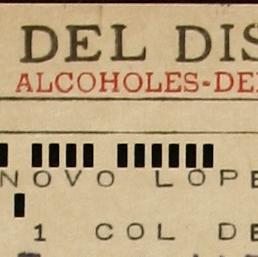 DEL DIS
ALCOHOLES-DE
NOVO LOPE
1 COL DE